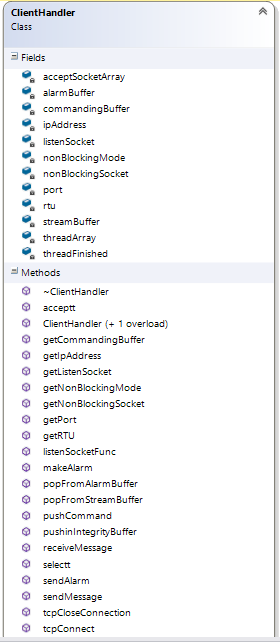 ClientHandler
Class
Fields
acceptSocketArray
alarmBuffer
commandingBuffer
ipAddress
listenSocket
nonBlockingMode
nonBlockingSocket
port
rtu
streamBuffer
threadArray
threadFinished
Methods
~ClientHandler
acceptt
ClientHandler (+ 1 overload)
getCommandingBuffer
getIpAddress
getListenSocket
getNonBlockingMode
getNonBlockingSocket
getPort
getRTU
listenSocketFunc
makeAlarm
popFromAlarmBuffer
popFromStreamBuffer
pushCommand
pushinIntegrityBuffer
receiveMessage
selectt
sendAlarm
sendMessage
tcpCloseConnection
tcpConnect